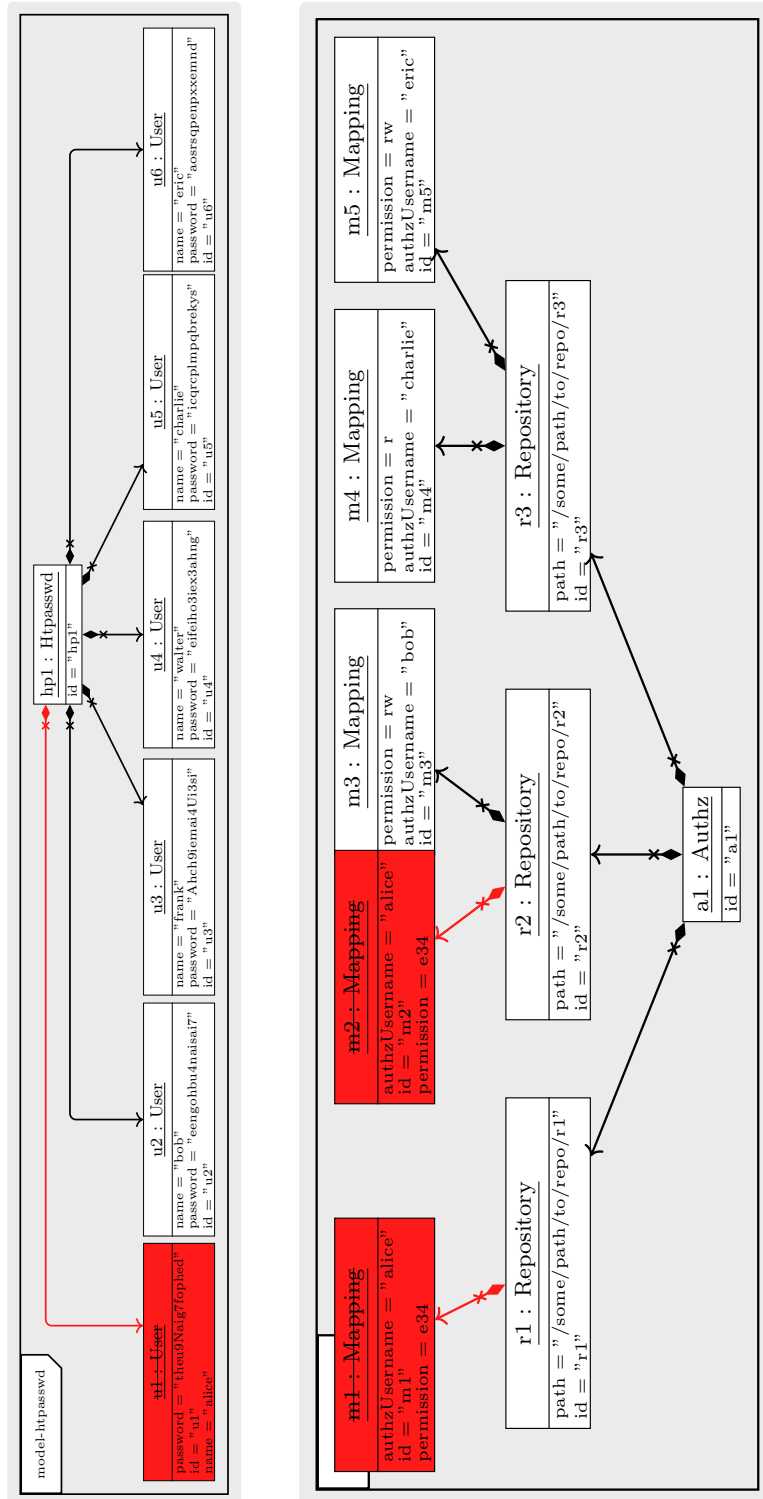 model-htpasswd
hp1 : Htpasswd
id = "hp1"
u1 : User
password = "theu9Naig7fophed"
id = "u1"
name = "alice"
u2 : User
name = "bob"
password = "eengohbu4naisai7"
id = "u2"
u3 : User
name = "frank"
password = "Ahch9iemai4Ui3si"
id = "u3"
u4 : User
name = "walter"
password = "eifeiho3iex3ahng"
id = "u4"
u5 : User
name = "charlie"
password = "icqrcplmpqbrekys"
id = "u5"
u6 : User
name = "eric"
password = "aosrsqpenpxxemnd"
id = "u6"
m1 : Mapping
authzUsername = "alice"
id = "m1"
permission = e34
m2 : Mapping
authzUsername = "alice"
id = "m2"
permission = e34
m3 : Mapping
permission = rw
authzUsername = "bob"
id = "m3"
m4 : Mapping
permission = r
authzUsername = "charlie"
id = "m4"
m5 : Mapping
permission = rw
authzUsername = "eric"
id = "m5"
r1 : Repository
path = "/some/path/to/repo/r1"
id = "r1"
r2 : Repository
path = "/some/path/to/repo/r2"
id = "r2"
r3 : Repository
path = "/some/path/to/repo/r3"
id = "r3"
a1 : Authz
id = "a1"